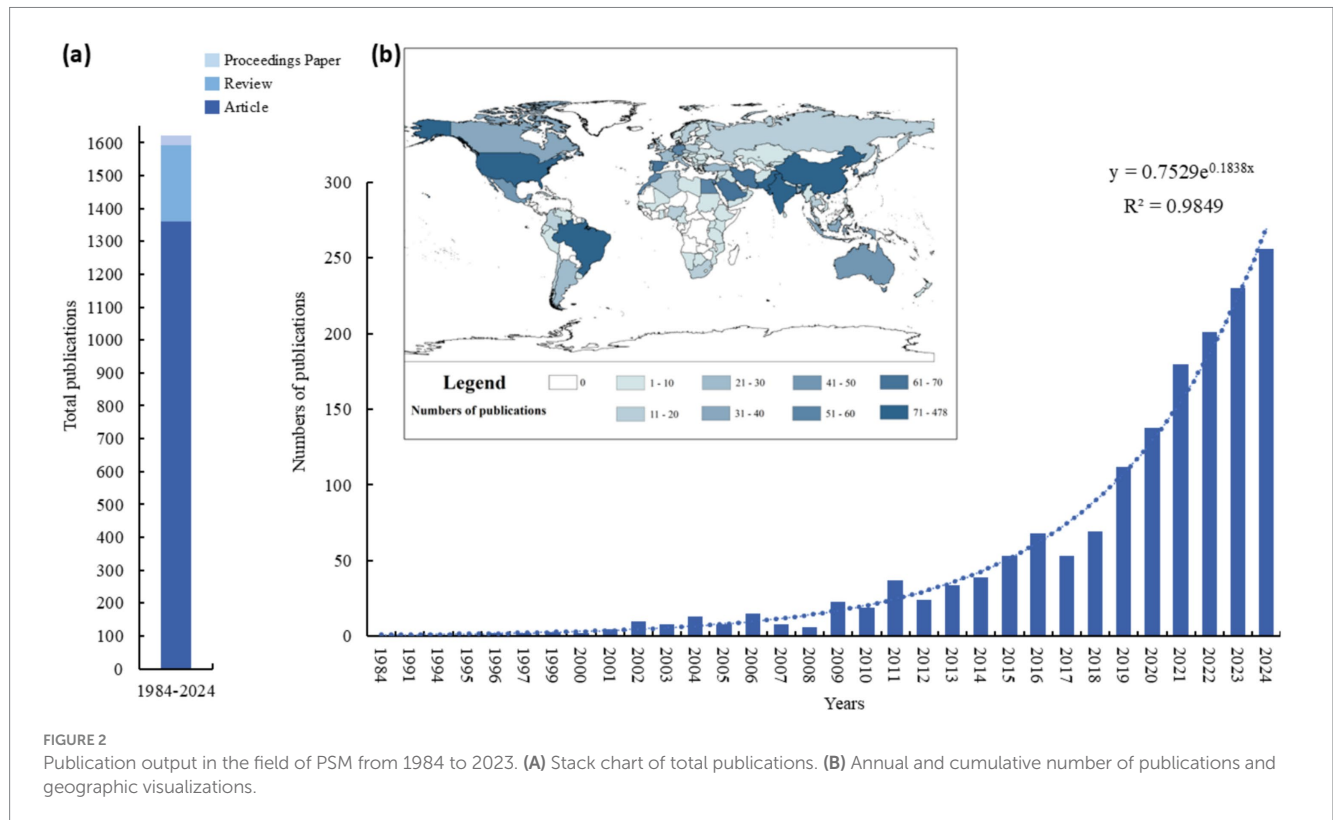 (a)
Proceedings Paper
Review
Article
Total publications
1600
1500
1400
1300
1200
1100
1000
900
800
700
600
500
400
300
200
100
0
1984-2024
(b)
Legend
Numbers of publications
0
1 - 10
21 - 30
41 - 50
61 - 70
11 - 20
31 - 40
51 - 60
71 - 478
y = 0.7529e^0.1838x
R² = 0.9849
Numbers of publications
300
250
200
150
100
50
0
1984
1991
1994
1995
1996
1997
1999
2000
2001
2002
2003
2004
2005
2006
2007
2008
2009
2010
2011
2012
2013
2014
2015
2016
2017
2018
2019
2020
2021
2022
2023
2024
Years
FIGURE 2
Publication output in the field of PSM from 1984 to 2023. (A) Stack chart of total publications. (B) Annual and cumulative number of publications and
geographic visualizations.